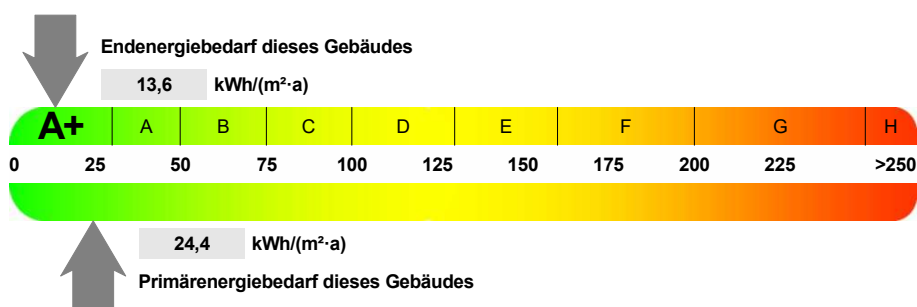 Endenergiebedarf dieses Gebäudes
13,6 kWh/(m²·a)
A+ A B C D E F G H
0 25 50 75 100 125 150 175 200 225 >250
24,4 kWh/(m²·a)
Primärenergiebedarf dieses Gebäudes